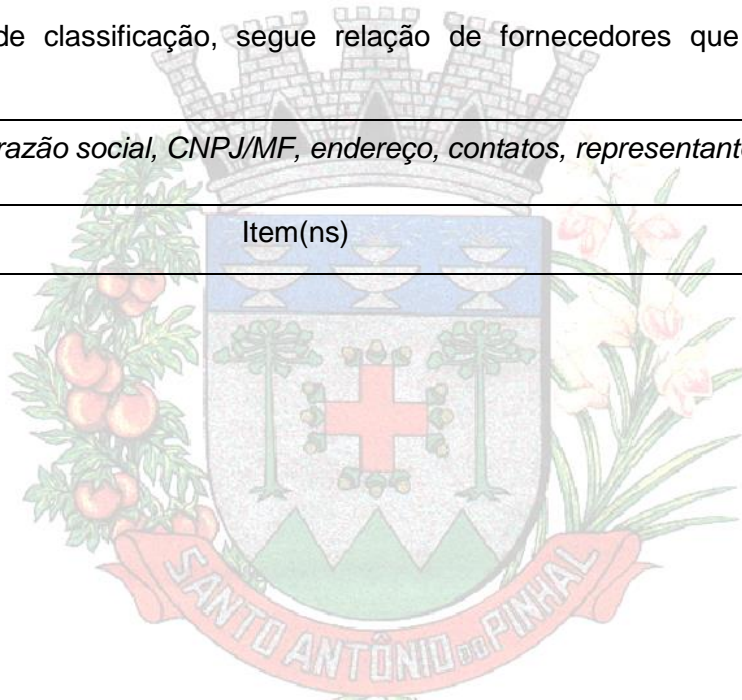 de classificação, segue relação de fornecedores que
razão social, CNPJ/MF, endereço, contatos, representante
Item(ns)
SANTO ANTÔNIO DO PINHAL